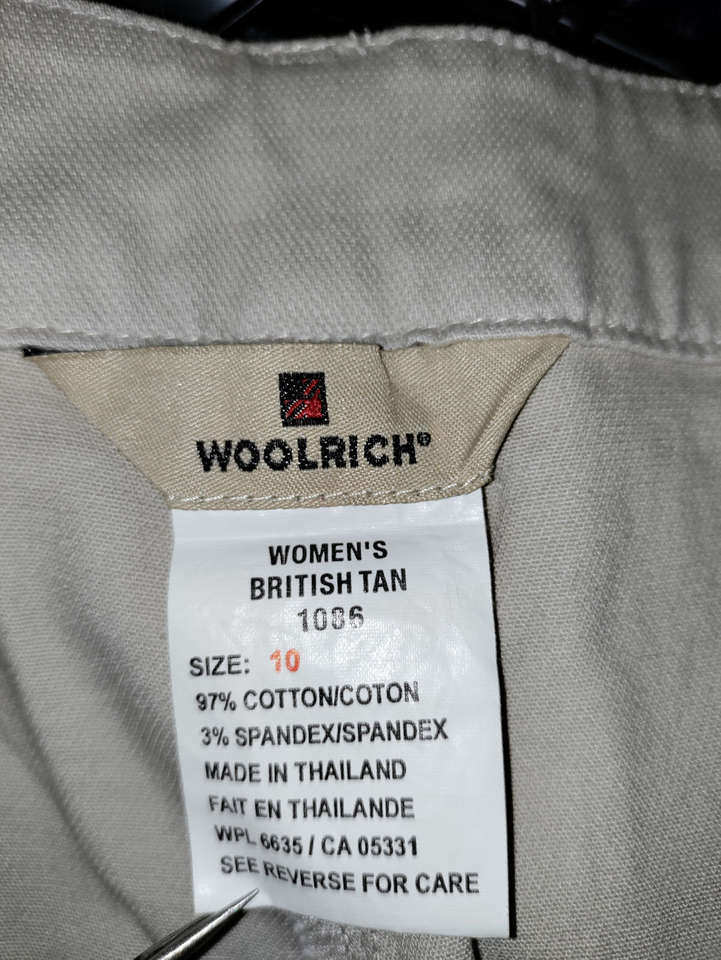 WOOLRICH®
WOMEN'S
BRITISH TAN
1086
SIZE: 10
97% COTTON/COTON
3% SPANDEX/SPANDEX
MADE IN THAILAND
FAIT EN THAILANDE
WPL 6635 / CA 05331
SEE REVERSE FOR CARE